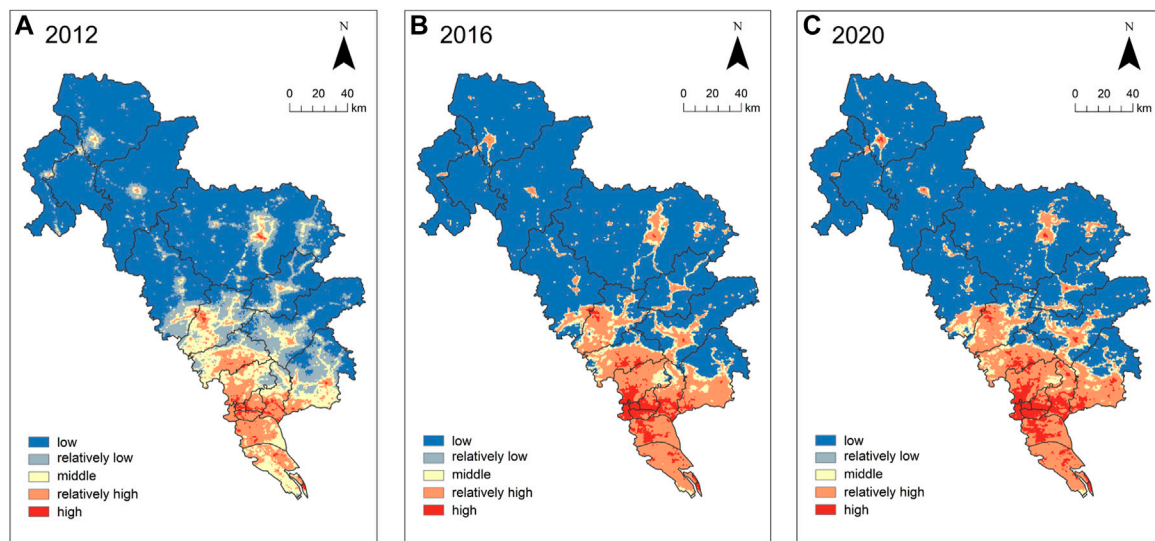 A 2012
N
0 20 40
km
low
relatively low
middle
relatively high
high
B 2016
N
0 20 40
km
low
relatively low
middle
relatively high
high
C 2020
N
0 20 40
km
low
relatively low
middle
relatively high
high